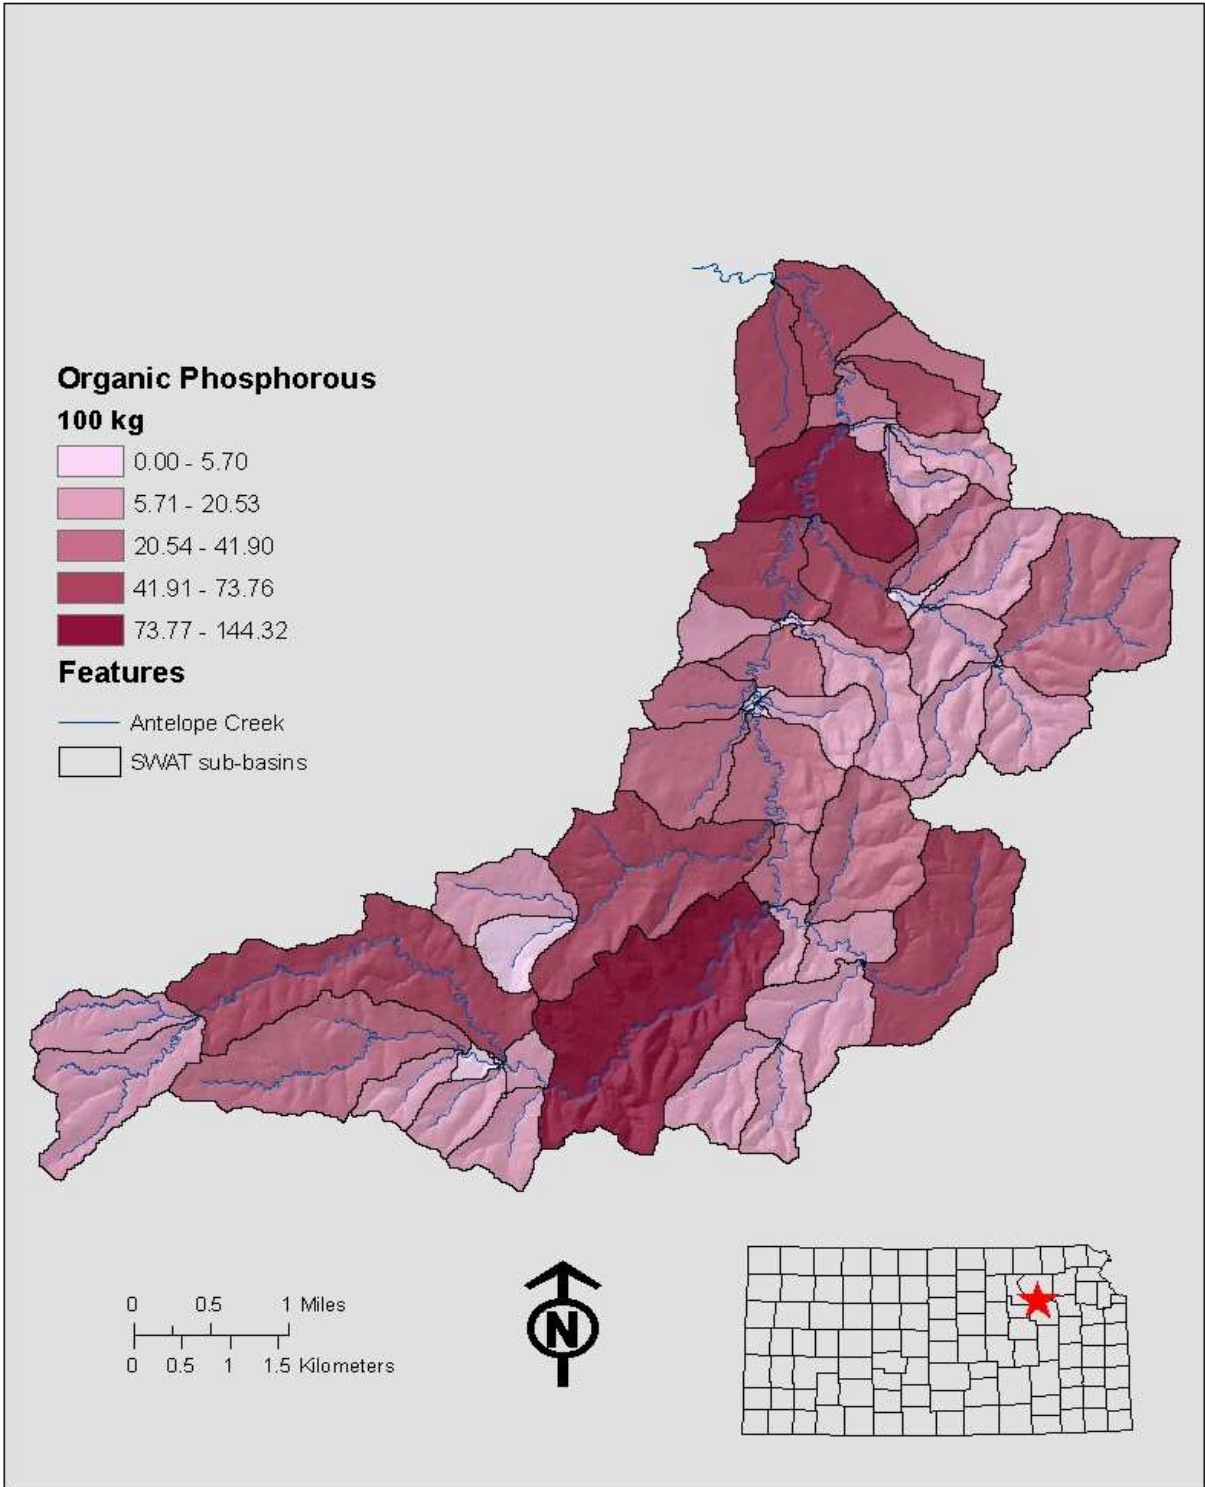 Organic Phosphorous
100 kg
0.00 - 5.70
5.71 - 20.53
20.54 - 41.90
41.91 - 73.76
73.77 - 144.32
Features
Antelope Creek
SWAT sub-basins
0 0.5 1 Miles
0 0.5 1 1.5 Kilometers
N